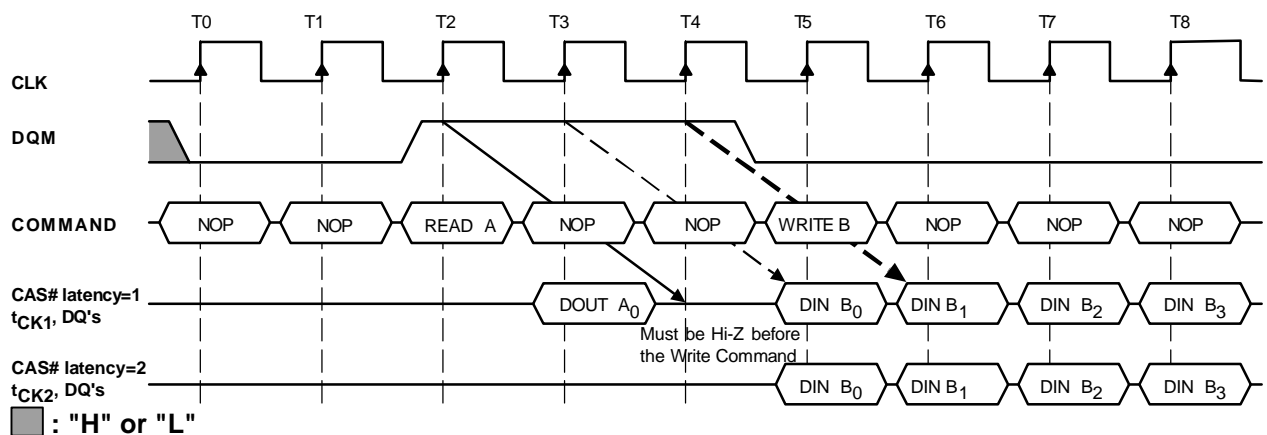 T0 T1 T2 T3 T4 T5 T6 T7 T8
CLK
DQM
COMMAND NOP NOP READ A NOP NOP WRITE B NOP NOP NOP
CAS# latency=1
tCK1, DQ's
DOUT A0 DIN B0 DIN B1 DIN B2 DIN B3
Must be Hi-Z before
the Write Command
CAS# latency=2
tCK2, DQ's
DIN B0 DIN B1 DIN B2 DIN B3
: "H" or "L"